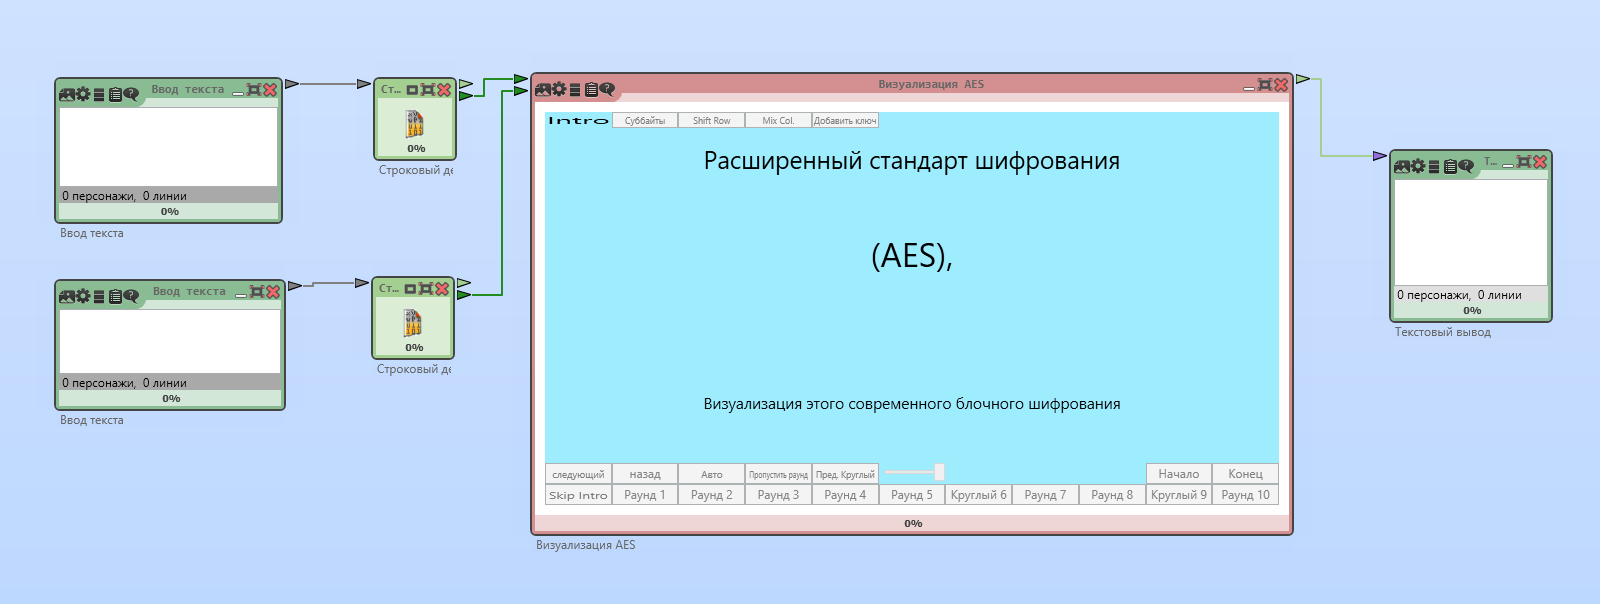 Ввод текста
0 персонажи, 0 линии
0%
Ввод текста
Ст...
0%
Строковый де
Ввод текста
0 персонажи, 0 линии
0%
Ввод текста
Ст...
0%
Строковый де
Визуализация AES
Intro Суббайты Shift Row Mix Col. Добавить ключ
Расширенный стандарт шифрования
(AES),
Визуализация этого современного блочного шифрования
следующий назад Авто Пропустить раунд Пред. Круглый Начало Конец
Skip Intro Раунд 1 Раунд 2 Раунд 3 Раунд 4 Раунд 5 Круглый 6 Раунд 7 Раунд 8 Круглый 9 Раунд 10
0%
Визуализация AES
Т...
0 персонажи, 0 линии
0%
Текстовый вывод